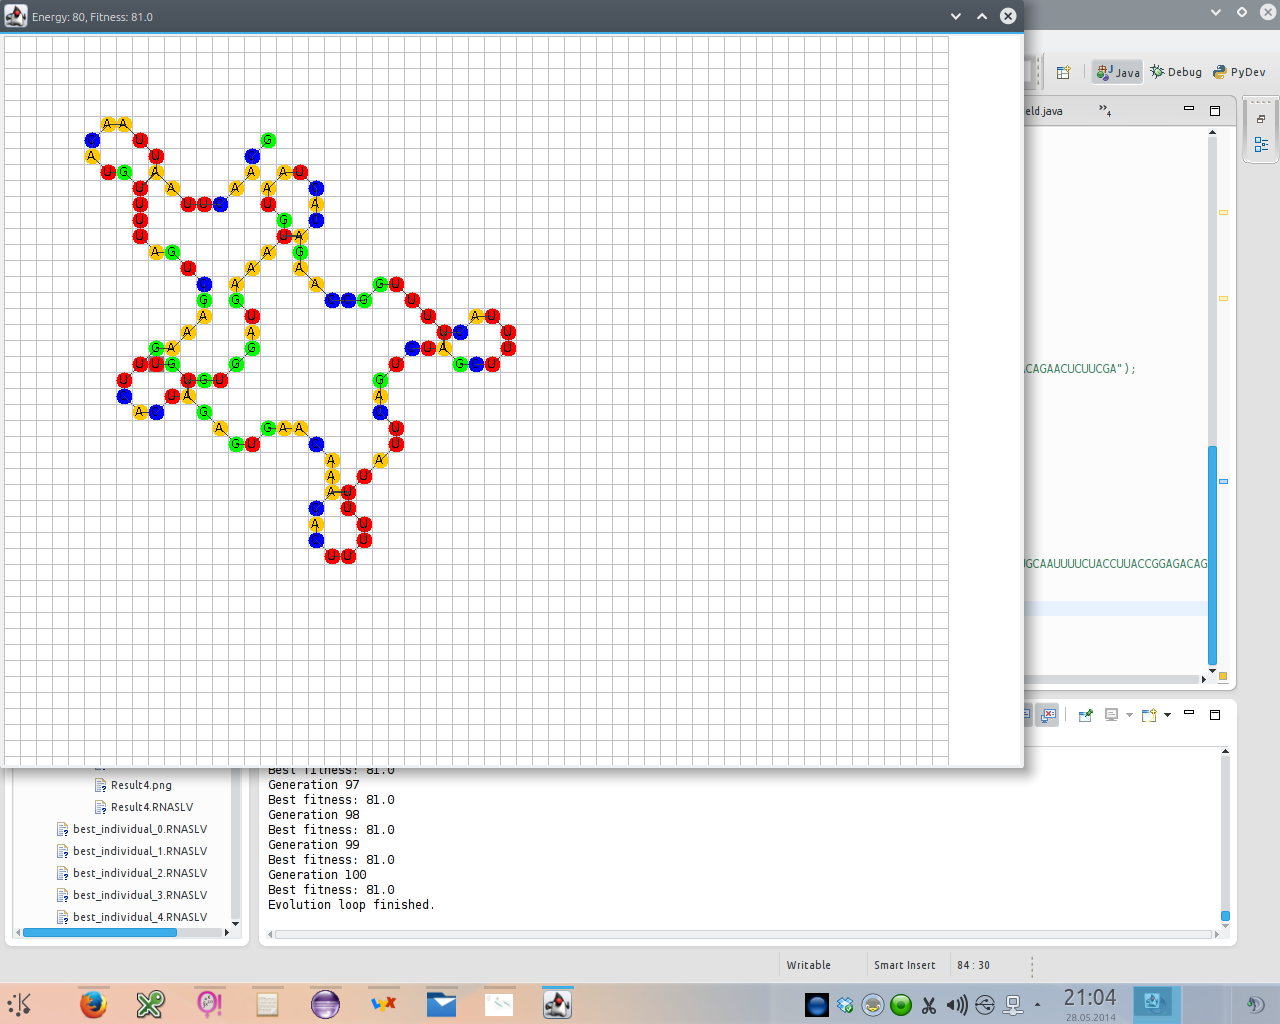 Energy: 80, Fitness: 81.0
Java
Debug
PyDev
eld.java
»4
CAGAACUCUUCGA");
GCAAUUUUCUACCUUACCGGAGACAG
A A
U G
A U
A U A A U
U G A A A A U
U U U A
U U U G
U U A
A G A G
U A A
A G U
G G G U
A U U
A U A U U
G A G U U A U
U U G G U G U
U U G U G
A U A A
G U
A G A A
G U A
A U
A U
U
A U
U
U U
Result4.png
Result4.RNASLV
best_individual_0.RNASLV
best_individual_1.RNASLV
best_individual_2.RNASLV
best_individual_3.RNASLV
best_individual_4.RNASLV
Best fitness: 81.0
Generation 97
Best fitness: 81.0
Generation 98
Best fitness: 81.0
Generation 99
Best fitness: 81.0
Generation 100
Best fitness: 81.0
Evolution loop finished.
Writable
Smart Insert
84 : 30
21:04
28.05.2014